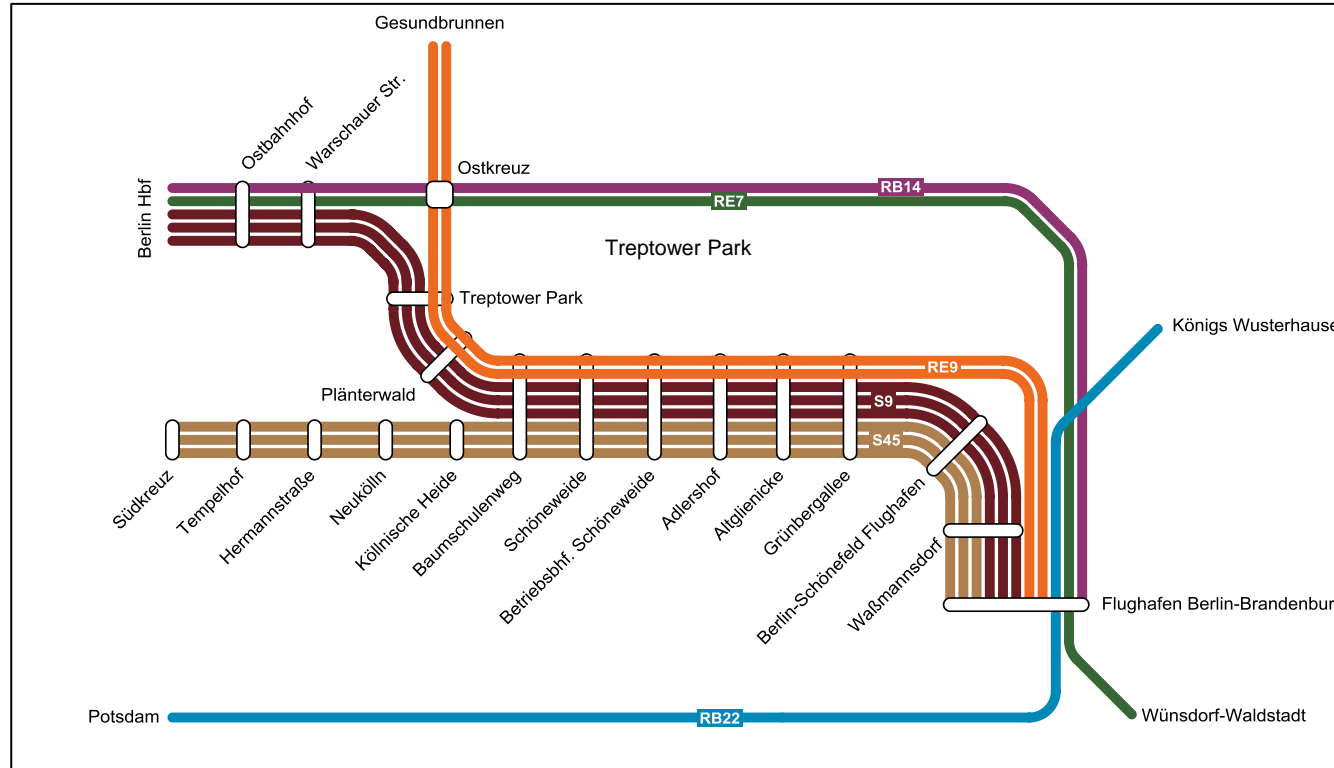 Gesundbrunnen
Ostbahnhof
Warschauer Str.
Ostkreuz
Berlin Hbf
RB14
RE7
Treptower Park
Treptower Park
Königs Wusterhause
Plänterwald
RE9
S9
S45
Südkreuz
Tempelhof
Hermannstraße
Neukölln
Köllnische Heide
Baumschulenweg
Schöneweide
Betriebsbhf. Schöneweide
Adlershof
Altglienicke
Grünbergallee
Berlin-Schönefeld Flughafen
Waßmannsdorf
Flughafen Berlin-Brandenbur
Potsdam
RB22
Wünsdorf-Waldstadt